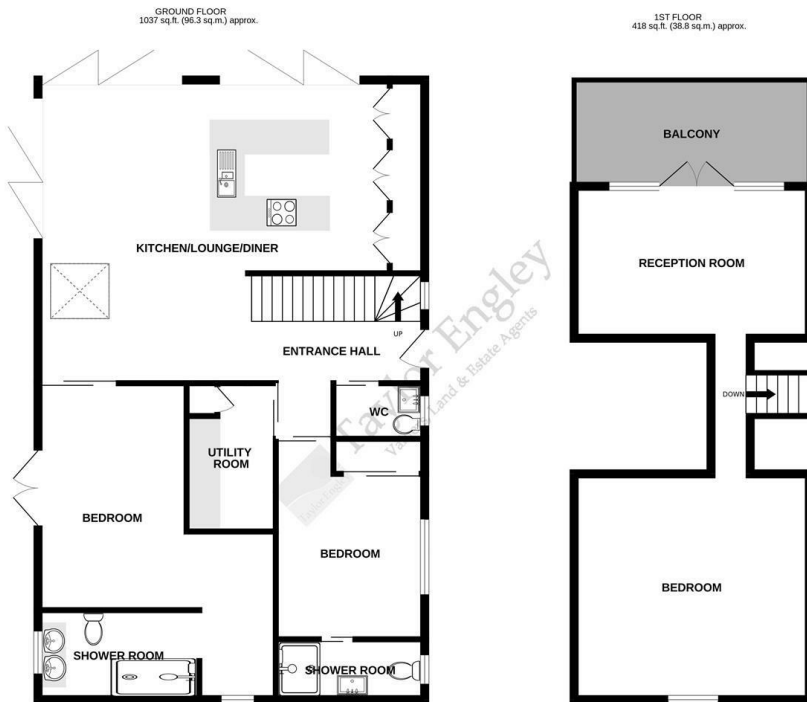 GROUND FLOOR
1037 sq.ft. (96.3 sq.m.) approx.
1ST FLOOR
418 sq.ft. (38.8 sq.m.) approx.
BALCONY
KITCHEN/LOUNGE/DINER
RECEPTION ROOM
UP
ENTRANCE HALL
DOWN
WC
UTILITY
ROOM
BEDROOM
BEDROOM
BEDROOM
SHOWER ROOM
SHOWER ROOM
Taylor Engley
Land & Estate Agents